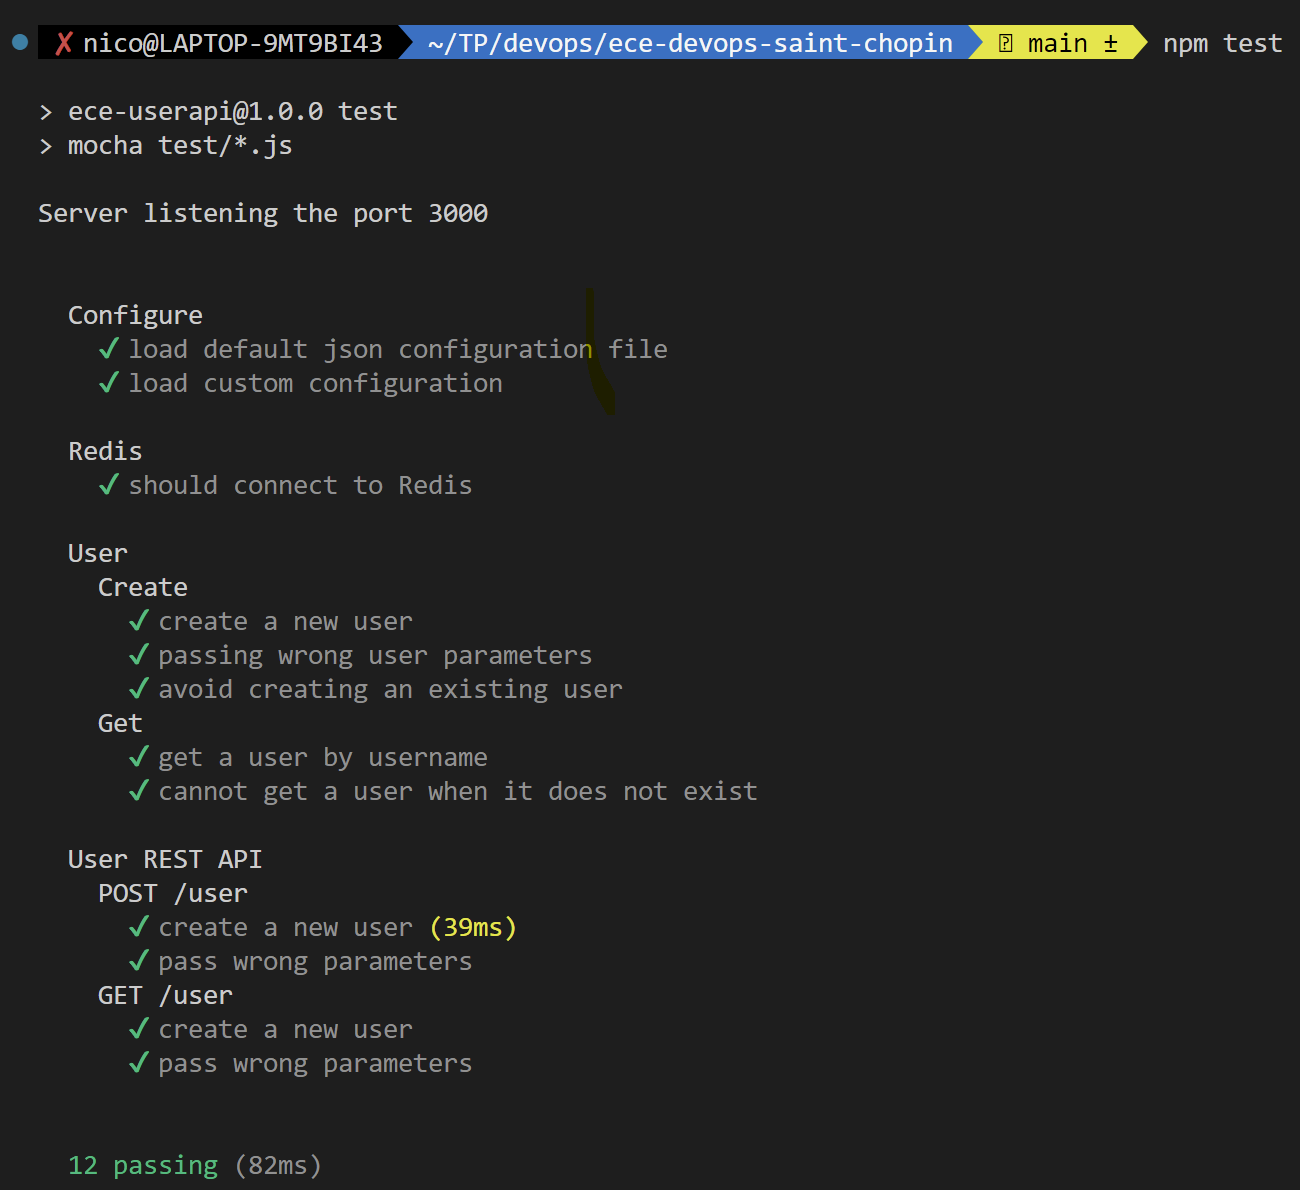 ✗ nico@LAPTOP-9MT9BI43 ~/TP/devops/ece-devops-saint-chopin main ± npm test
> ece-userapi@1.0.0 test
> mocha test/*.js
Server listening the port 3000
Configure
✓ load default json configuration file
✓ load custom configuration
Redis
✓ should connect to Redis
User
Create
✓ create a new user
✓ passing wrong user parameters
✓ avoid creating an existing user
Get
✓ get a user by username
✓ cannot get a user when it does not exist
User REST API
POST /user
✓ create a new user (39ms)
✓ pass wrong parameters
GET /user
✓ create a new user
✓ pass wrong parameters
12 passing (82ms)